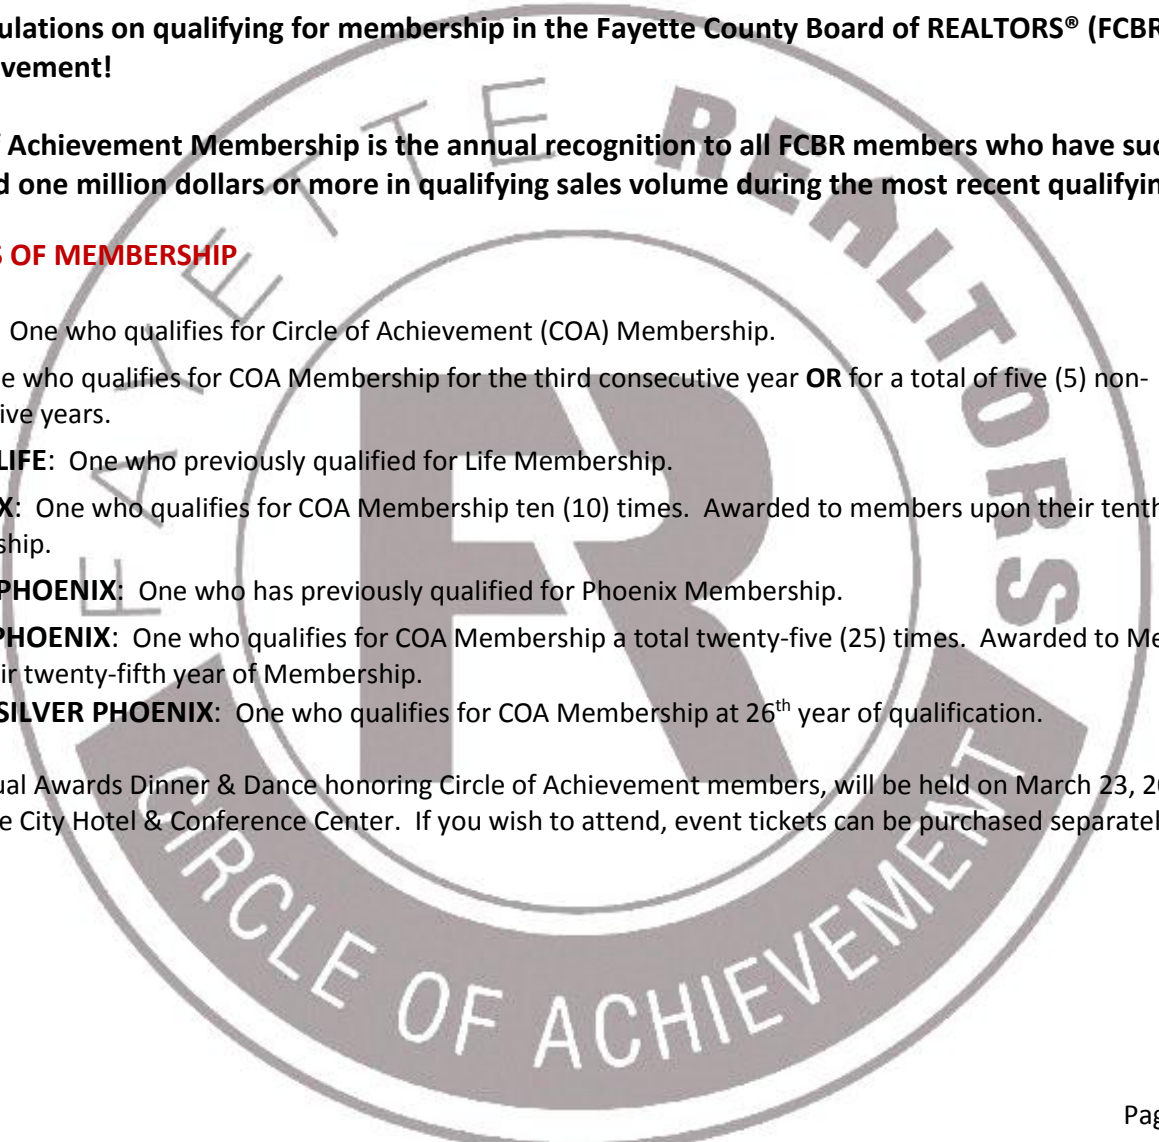 ulations on qualifying for membership in the Fayette County Board of REALTORS® (FCBR
vement!
Achievement Membership is the annual recognition to all FCBR members who have suc
d one million dollars or more in qualifying sales volume during the most recent qualifyin
S OF MEMBERSHIP
One who qualifies for Circle of Achievement (COA) Membership.
e who qualifies for COA Membership for the third consecutive year OR for a total of five (5) non-
ive years.
LIFE: One who previously qualified for Life Membership.
X: One who qualifies for COA Membership ten (10) times. Awarded to members upon their tenth
ship.
PHOENIX: One who has previously qualified for Phoenix Membership.
PHOENIX: One who qualifies for COA Membership a total twenty-five (25) times. Awarded to Me
ir twenty-fifth year of Membership.
SILVER PHOENIX: One who qualifies for COA Membership at 26th year of qualification.
ual Awards Dinner & Dance honoring Circle of Achievement members, will be held on March 23, 20
e City Hotel & Conference Center. If you wish to attend, event tickets can be purchased separatel
Pag
FAYETTE REALTORS
FR
CIRCLE OF ACHIEVEMENT